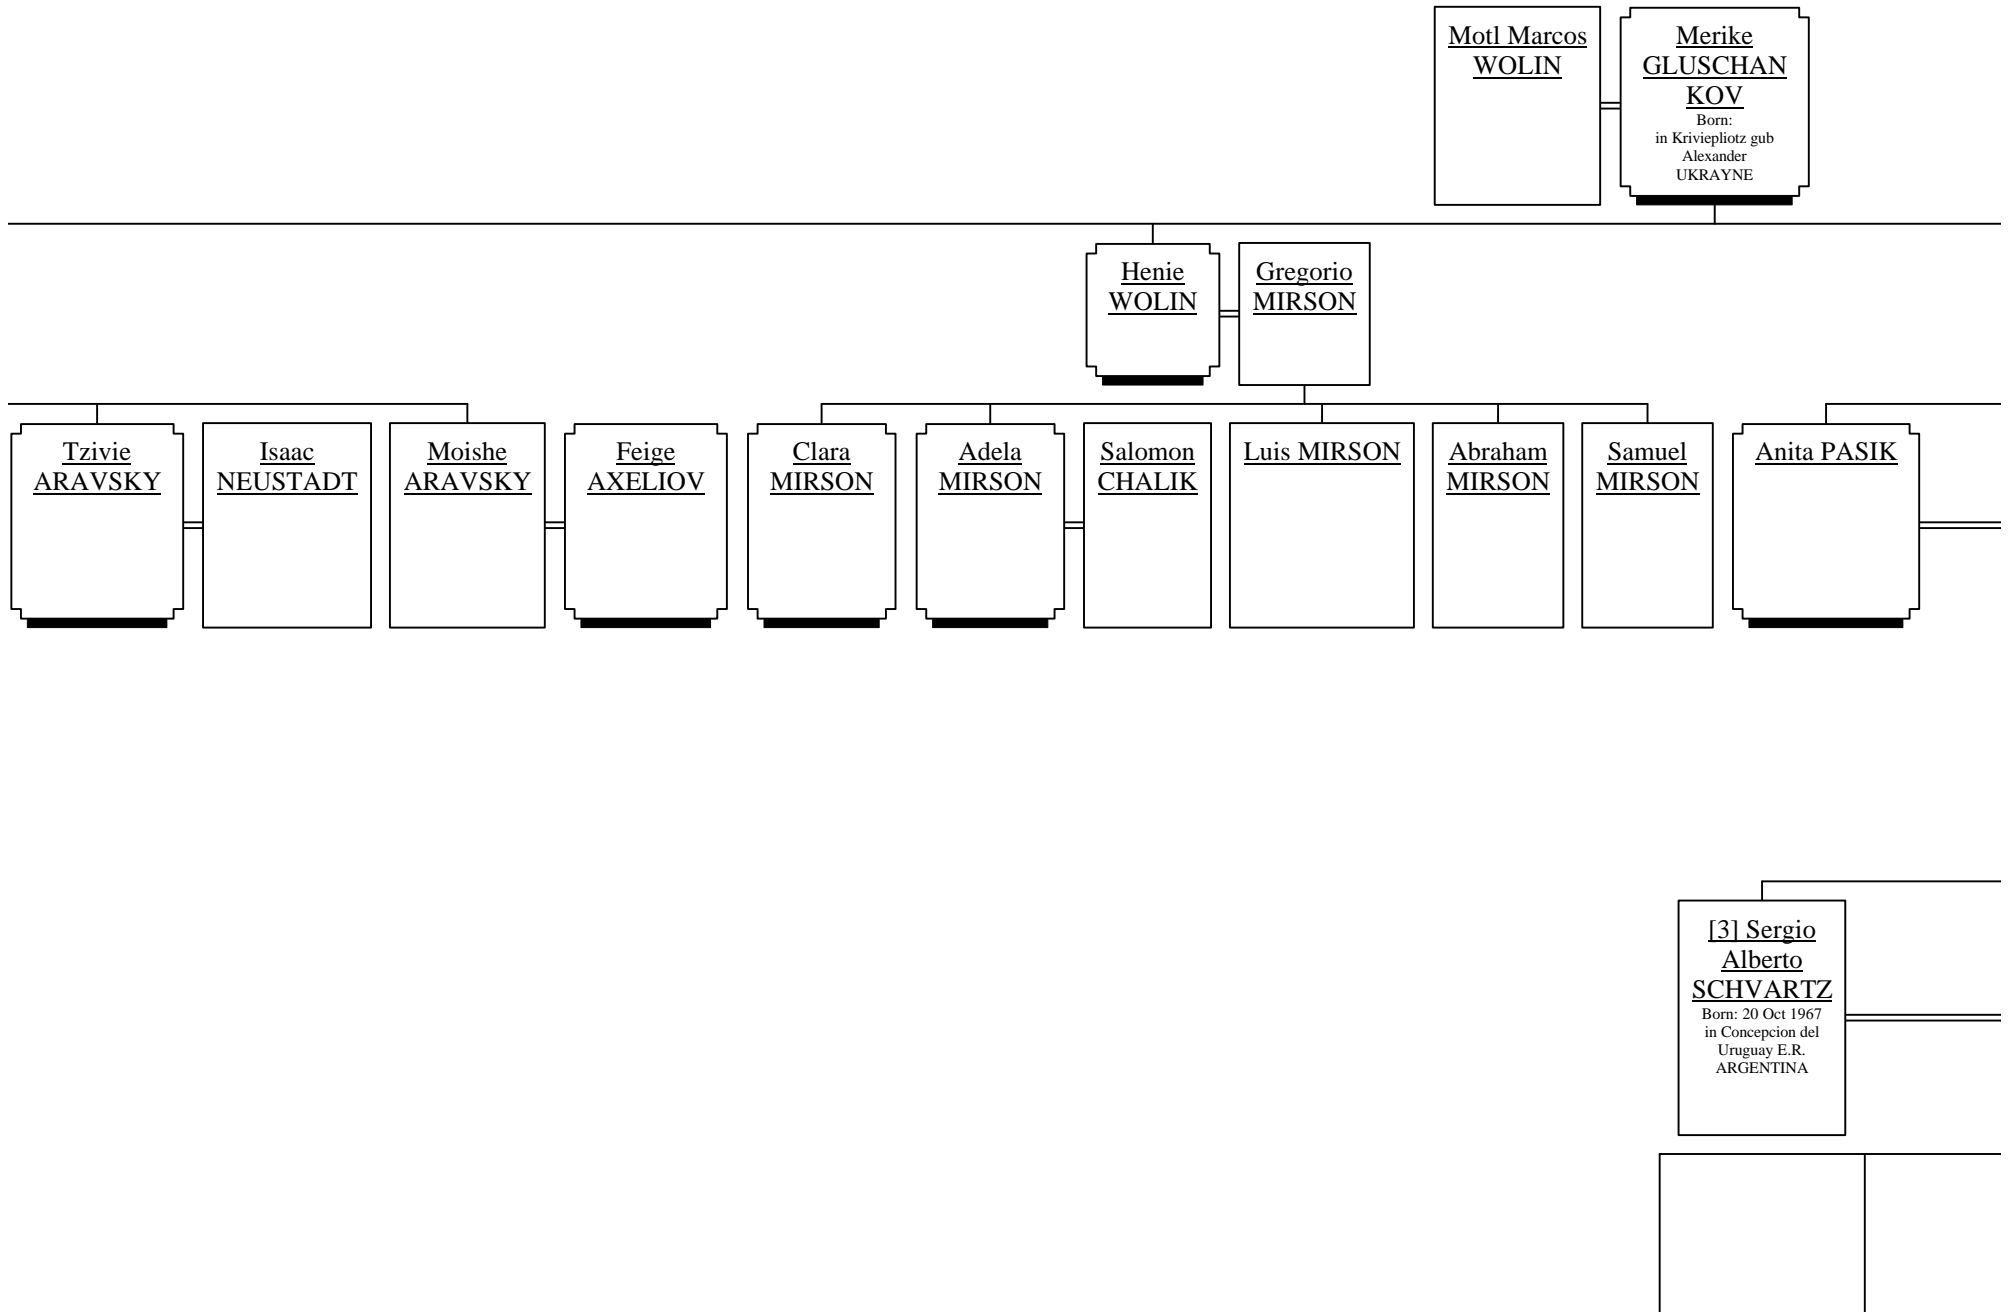 Motl Marcos
WOLIN
Merike
GLUSCHAN
KOV
Born:
in Kriviepliotz gub
Alexander
UKRAYNE
Henie
WOLIN
Gregorio
MIRSON
Tzivie
ARAVSKY
Isaac
NEUSTADT
Moishe
ARAVSKY
Feige
AXELIOV
Clara
MIRSON
Adela
MIRSON
Salomon
CHALIK
Luis MIRSON
Abraham
MIRSON
Samuel
MIRSON
Anita PASIK
[3] Sergio
Alberto
SCHVARTZ
Born: 20 Oct 1967
in Concepcion del
Uruguay E.R.
ARGENTINA